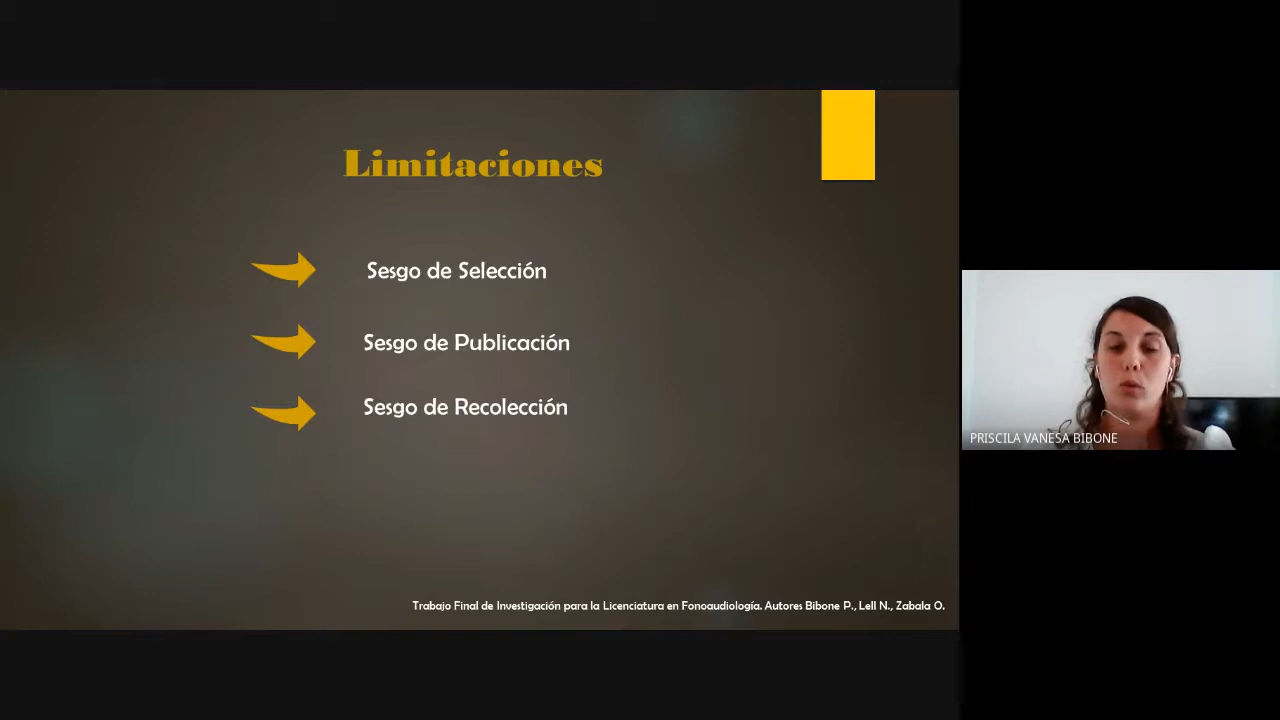 Limitaciones
Sesgo de Selección
Sesgo de Publicación
Sesgo de Recolección
Trabajo Final de Investigación para la Licenciatura en Fonoaudiología. Autores Bibone P., Lell N., Zabala O.
PRISCILA VANESA BIBONE